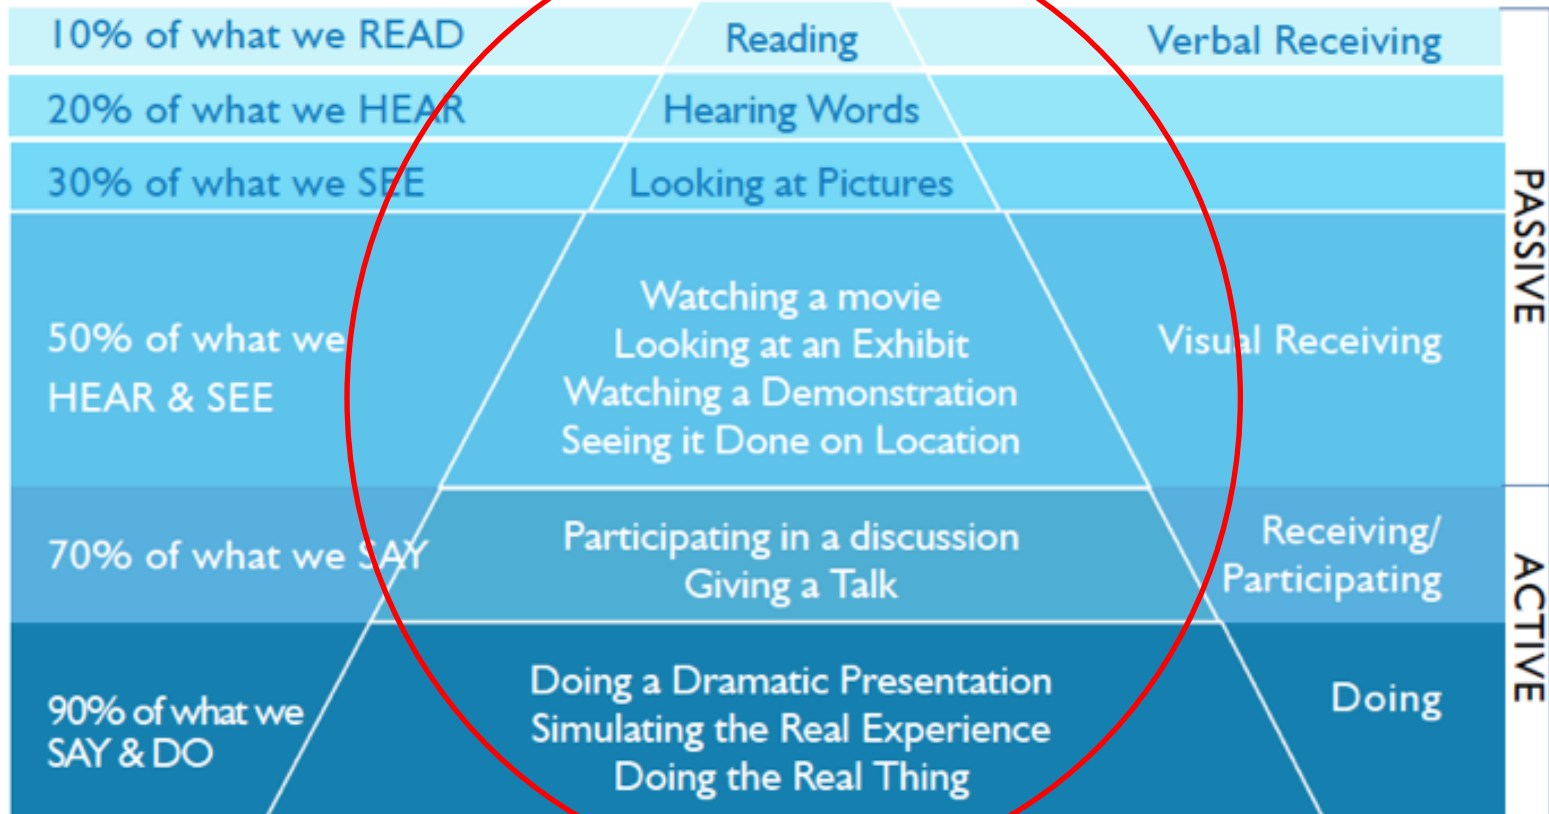 10% of what we READ
Reading
Verbal Receiving
20% of what we HEAR
Hearing Words
30% of what we SEE
Looking at Pictures
50% of what we
HEAR & SEE
Watching a movie
Looking at an Exhibit
Watching a Demonstration
Seeing it Done on Location
Visual Receiving
PASSIVE
70% of what we SAY
Participating in a discussion
Giving a Talk
Receiving/
Participating
90% of what we
SAY & DO
Doing a Dramatic Presentation
Simulating the Real Experience
Doing the Real Thing
Doing
ACTIVE